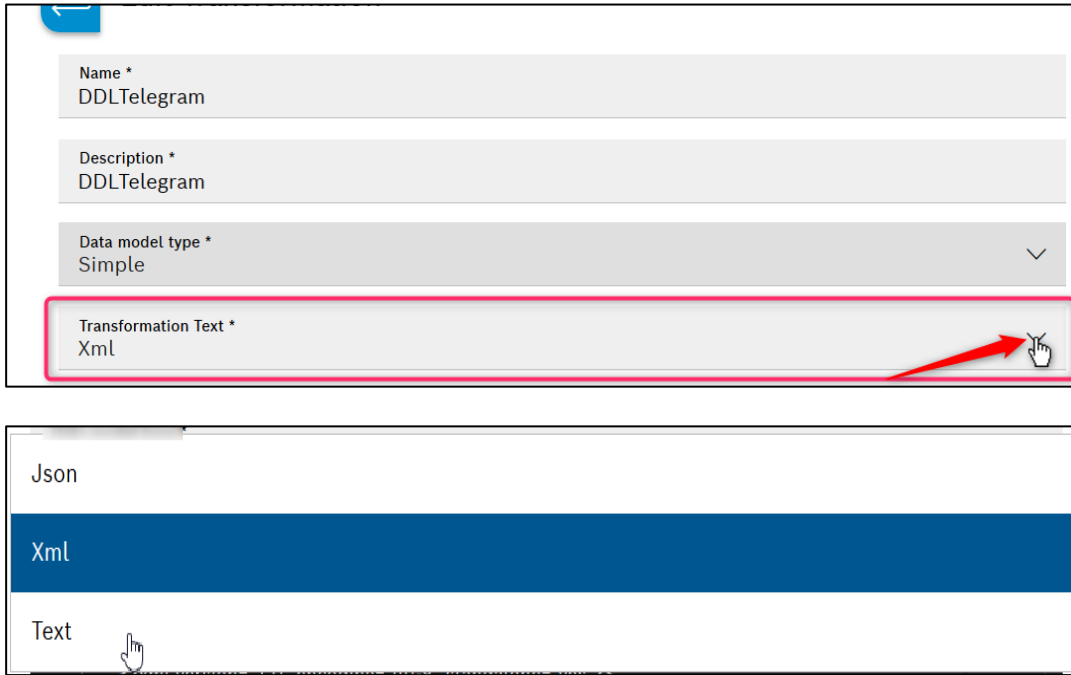 Name *
DDLTelegram
Description *
DDLTelegram
Data model type *
Simple
Transformation Text *
Xml
Json
Xml
Text